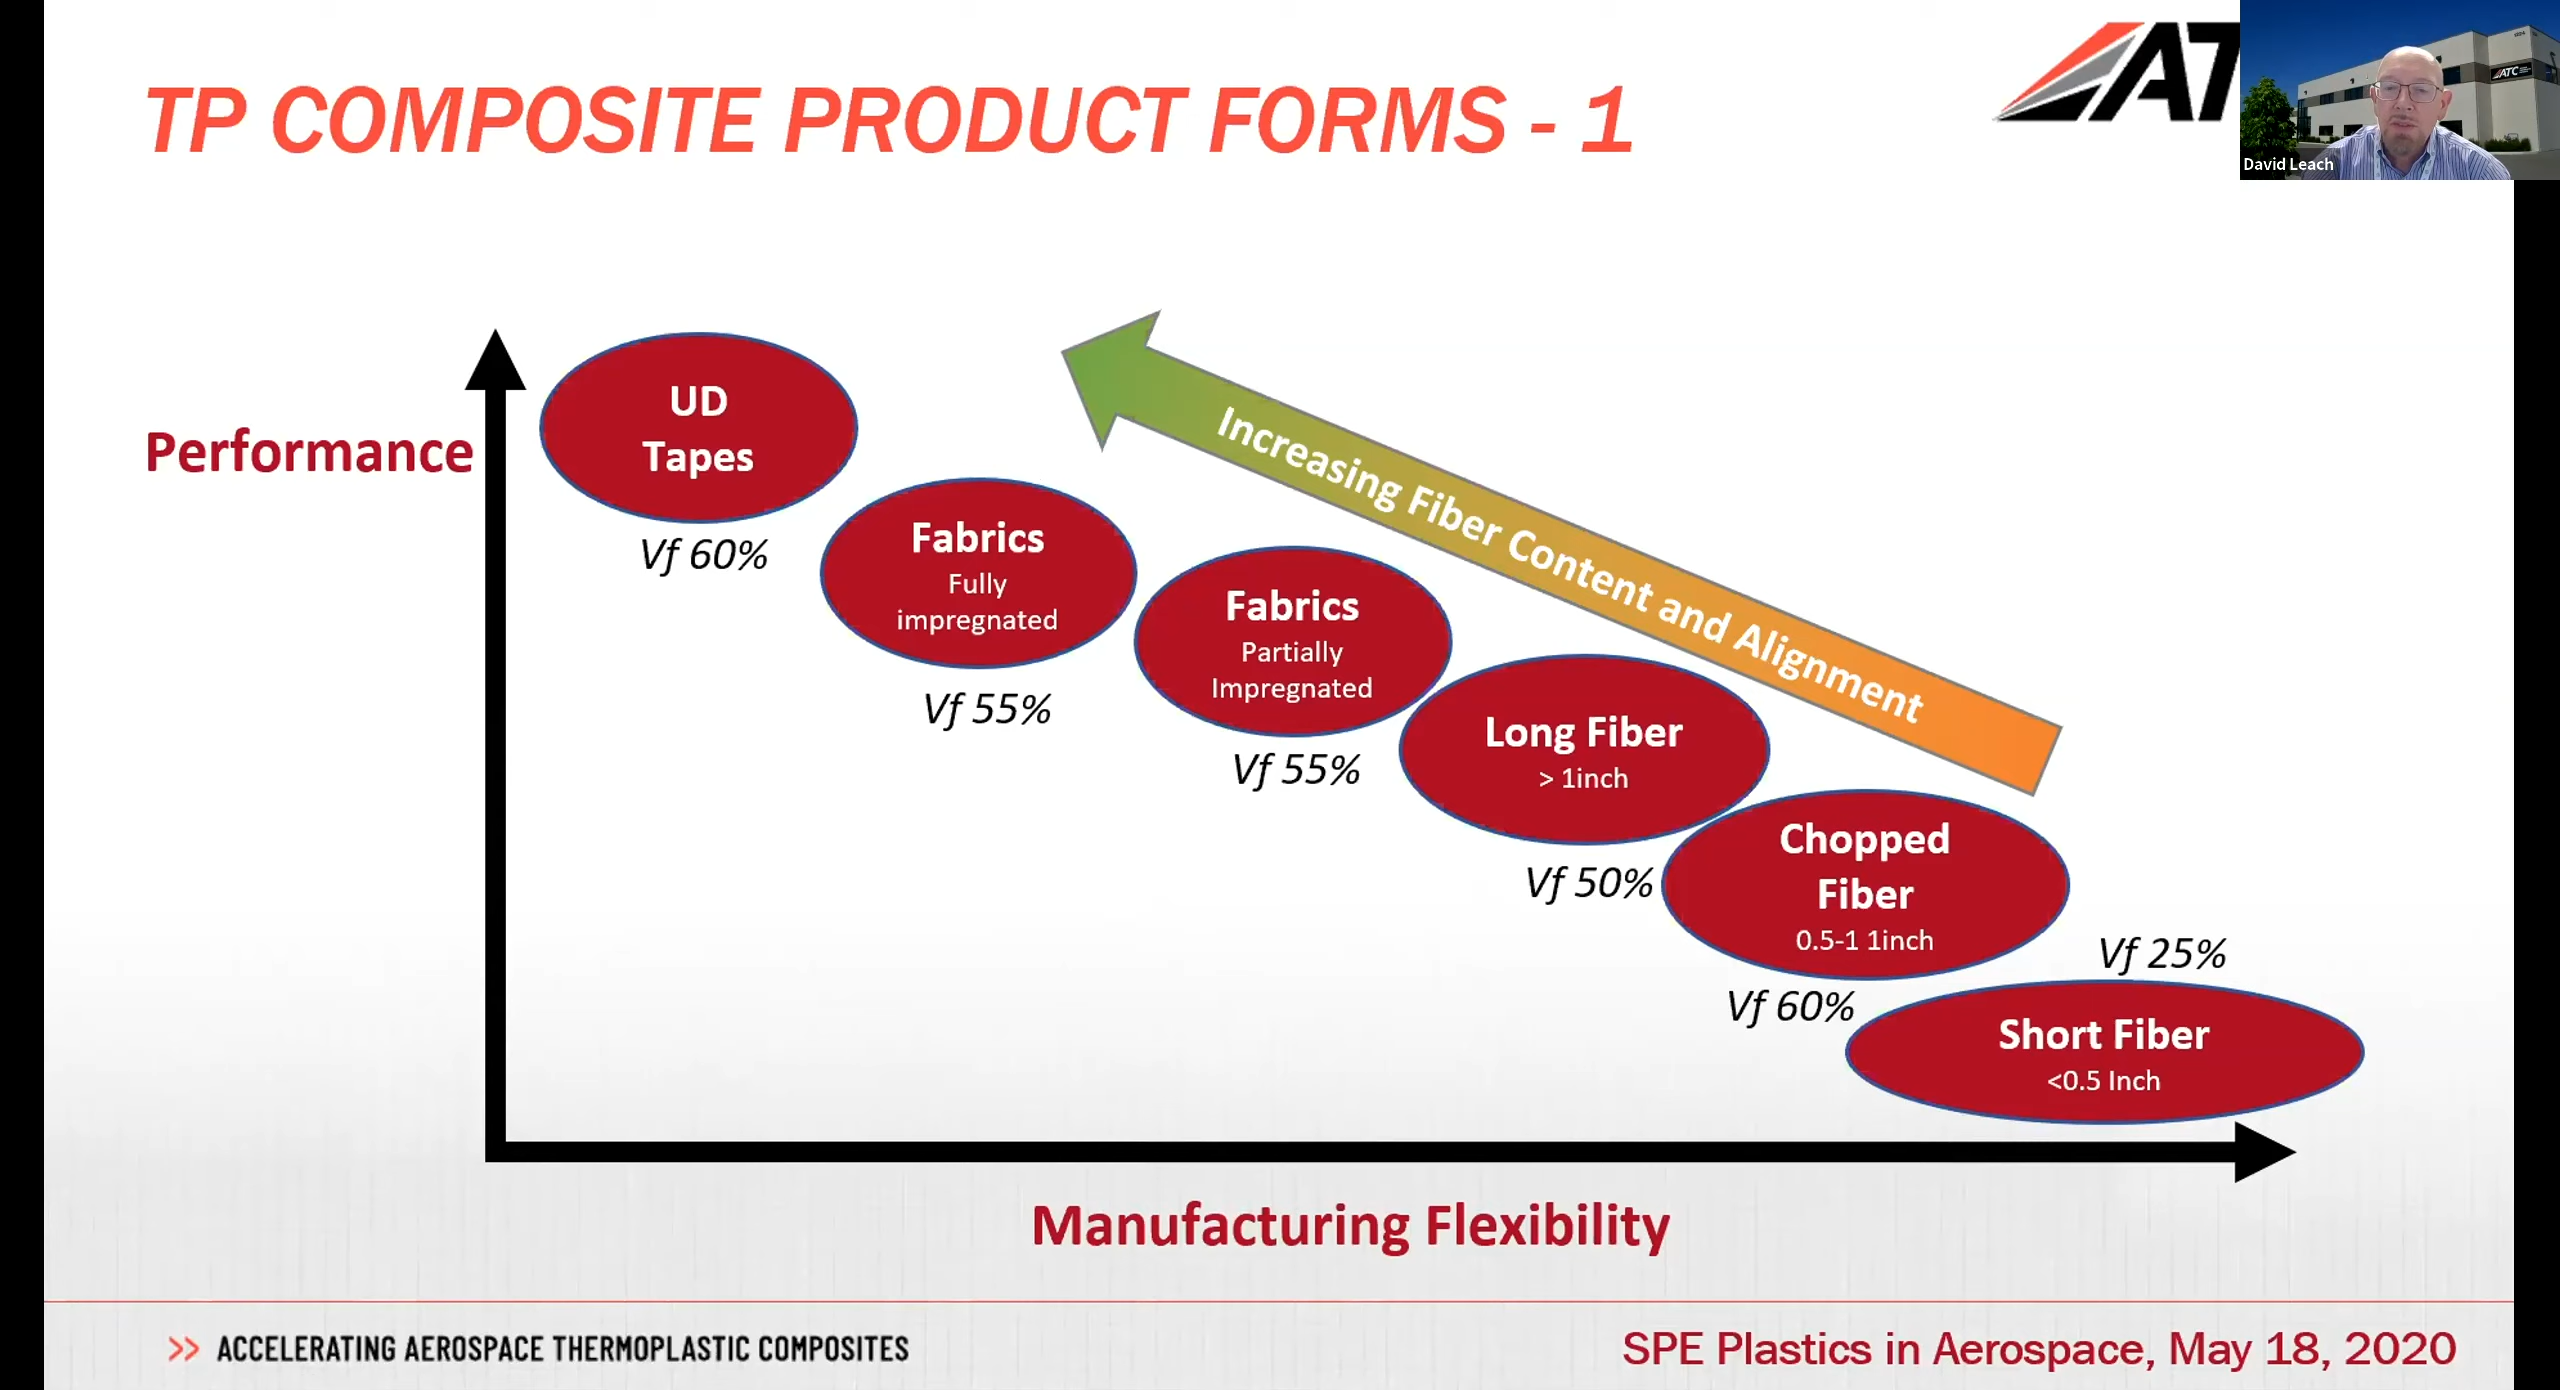 TP COMPOSITE PRODUCT FORMS - 1
AT
ATC
David Leach
Performance
UD
Tapes
Vf 60%
Fabrics
Fully
impregnated
Vf 55%
Fabrics
Partially
Impregnated
Vf 55%
Increasing Fiber Content and Alignment
Long Fiber
> 1inch
Vf 50%
Chopped
Fiber
0.5-1 1inch
Vf 60%
Vf 25%
Short Fiber
<0.5 Inch
Manufacturing Flexibility
>> ACCELERATING AEROSPACE THERMOPLASTIC COMPOSITES
SPE Plastics in Aerospace, May 18, 2020